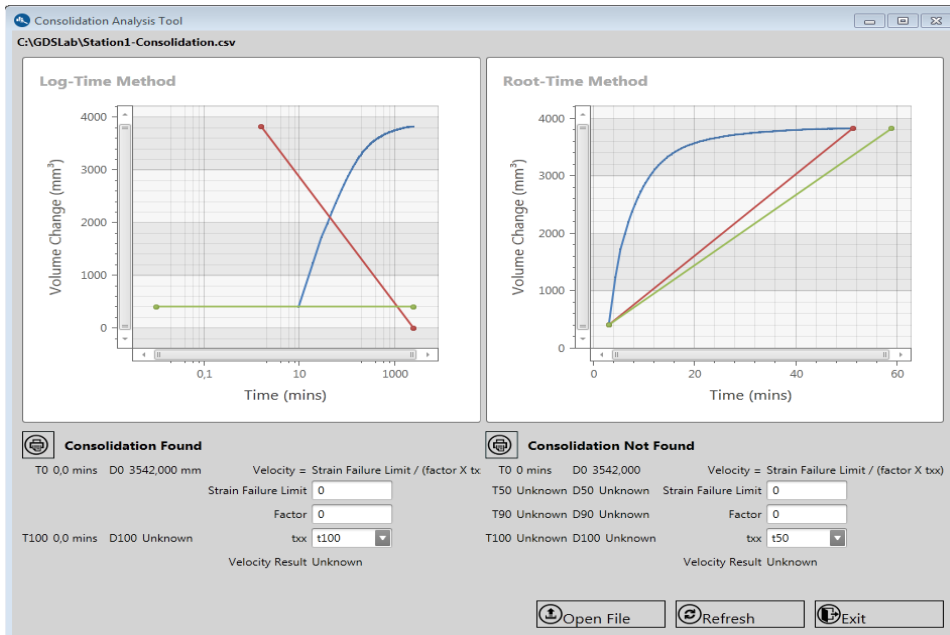 Consolidation Analysis Tool
C:\GDSLab\Station1-Consolidation.csv
Log-Time Method
Volume Change (mm³)
4000
3000
2000
1000
0
0,1 10 1000
Time (mins)
Root-Time Method
Volume Change (mm³)
4000
3000
2000
1000
0
0 20 40 60
Time (mins)
Consolidation Found
T0 0,0 mins D0 3542,000 mm Velocity = Strain Failure Limit / (factor X tx
Strain Failure Limit 0
Factor 0
T100 0,0 mins D100 Unknown txx t100
Velocity Result Unknown
Consolidation Not Found
T0 0 mins D0 3542,000 Velocity = Strain Failure Limit / (factor X txx)
T50 Unknown D50 Unknown Strain Failure Limit 0
T90 Unknown D90 Unknown Factor 0
T100 Unknown D100 Unknown txx t50
Velocity Result Unknown
Open File Refresh Exit